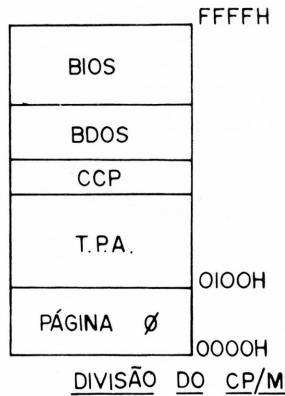 FFFFH
BIOS
BDOS
CCP
T.P.A.
0100H
PÁGINA Ø
0000H
DIVISÃO DO CP/M